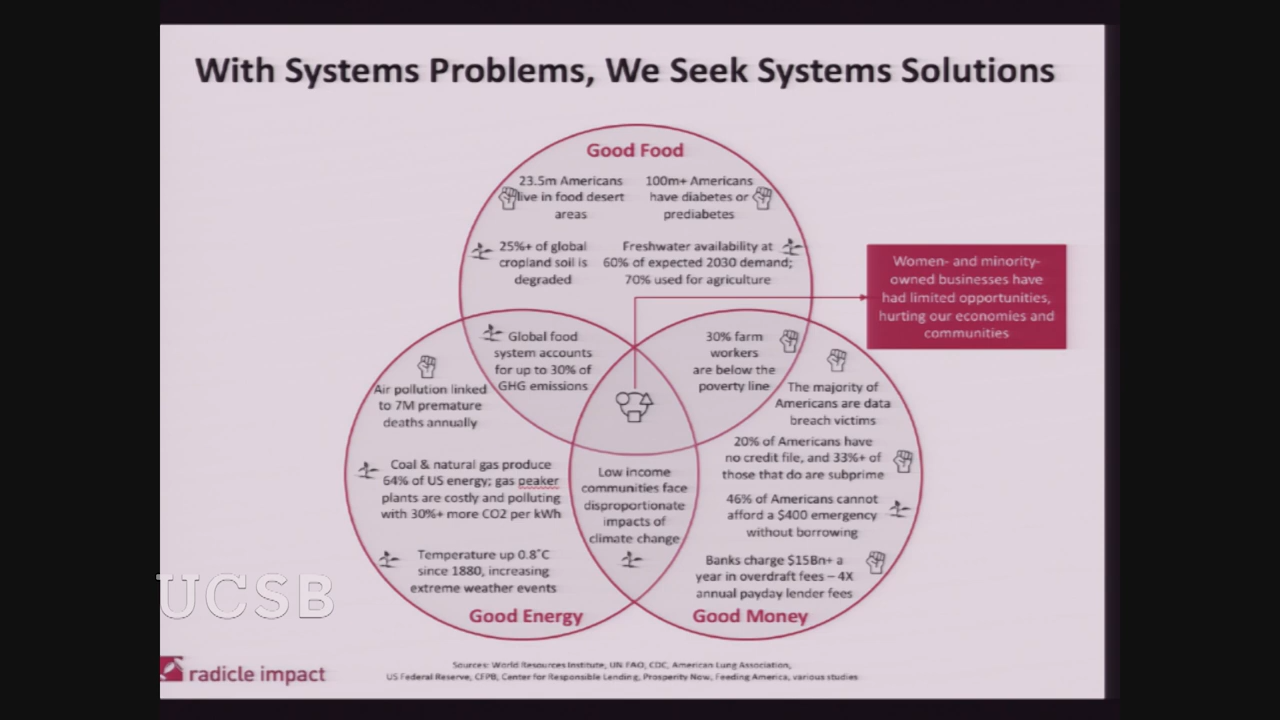 With Systems Problems, We Seek Systems Solutions
Good Food
23.5m Americans
live in food desert
areas
100m+ Americans
have diabetes or
prediabetes
25%+ of global
cropland soil is
degraded
Freshwater availability at
60% of expected 2030 demand;
70% used for agriculture
Women- and minority-
owned businesses have
had limited opportunities,
hurting our economies and
communities
Global food
system accounts
for up to 30% of
GHG emissions
30% farm
workers
are below the
poverty line
Air pollution linked
to 7M premature
deaths annually
The majority of
Americans are data
breach victims
Coal & natural gas produce
64% of US energy; gas peaker
plants are costly and polluting
with 30%+ more CO2 per kWh
Low income
communities face
disproportionate
impacts of
climate change
20% of Americans have
no credit file, and 33%+ of
those that do are subprime
46% of Americans cannot
afford a $400 emergency
without borrowing
Temperature up 0.8˚C
since 1880, increasing
extreme weather events
Banks charge $15Bn+ a
year in overdraft fees – 4X
annual payday lender fees
Good Energy
Good Money
UCSB
radicle impact
Sources: World Resources Institute, UN FAO, CDC, American Lung Association,
US Federal Reserve, CFPB, Center for Responsible Lending, Prosperity Now, Feeding America, various studies